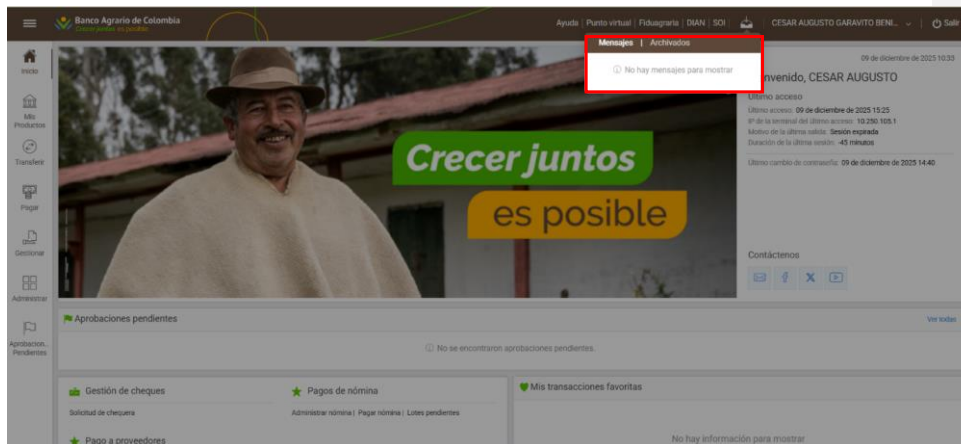 Banco Agrario de Colombia
Crecer juntos es posible
Ayuda | Punto virtual | Fiduagraria | DIAN | SOI
CESAR AUGUSTO GARAVITO BENI...
Salir
Mensajes | Archivados
No hay mensajes para mostrar
Inicio
Mis Productos
Transferir
Pagar
Gestionar
Administrar
Aprobacion... Pendientes
Crecer juntos
es posible
09 de diciembre de 2025 10:33
nvenido, CESAR AUGUSTO
Último acceso
Último acceso: 09 de diciembre de 2025 15:25
IP de la terminal del último acceso: 10.250.105.1
Motivo de la última salida: Sesión expirada
Duración de la última sesión: -45 minutos
Último cambio de contraseña: 09 de diciembre de 2025 14:40
Contáctenos
Aprobaciones pendientes
Ver todas
No se encontraron aprobaciones pendientes.
Gestión de cheques
Solicitud de chequera
Pagos de nómina
Administrar nómina | Pagar nómina | Lotes pendientes
Pago a proveedores
Mis transacciones favoritas
No hay información para mostrar